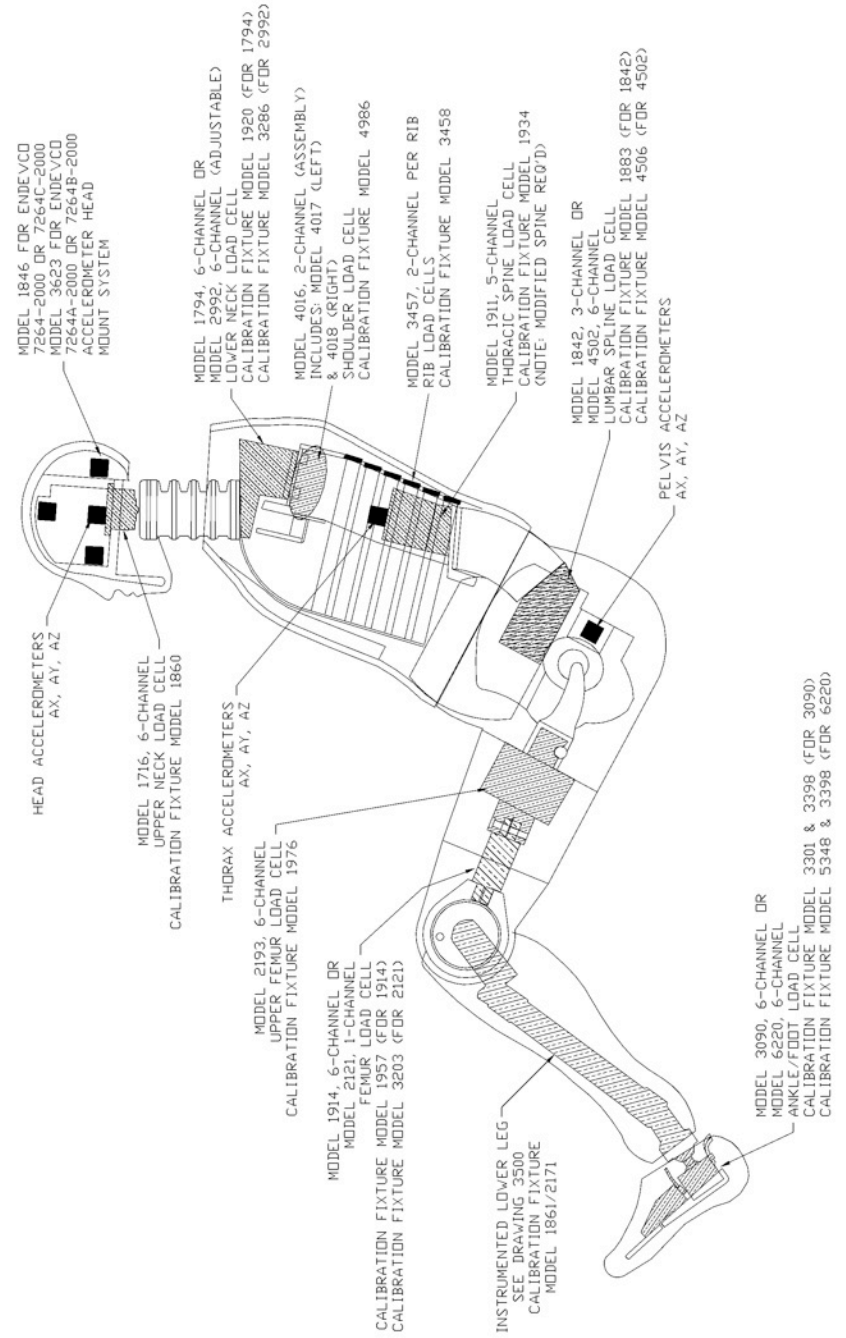 HEAD ACCELEROMETERS
AX, AY, AZ
MODEL 1716, 6-CHANNEL
UPPER NECK LOAD CELL
CALIBRATION FIXTURE MODEL 1860
THORAX ACCELEROMETERS
AX, AY, AZ
MODEL 2193, 6-CHANNEL
UPPER FEMUR LOAD CELL
CALIBRATION FIXTURE MODEL 1976
MODEL 1914, 6-CHANNEL OR
MODEL 2121, 1-CHANNEL
FEMUR LOAD CELL
CALIBRATION FIXTURE MODEL 1957 (FOR 1914)
CALIBRATION FIXTURE MODEL 3203 (FOR 2121)
INSTRUMENTED LOWER LEG
SEE DRAWING 3500
CALIBRATION FIXTURE
MODEL 1861/2171
MODEL 1846 FOR ENDEVCO
7264-2000 OR 7264C-2000
MODEL 3623 FOR ENDEVCO
7264A-2000 OR 7264B-2000
ACCELEROMETER HEAD
MOUNT SYSTEM
MODEL 1794, 6-CHANNEL OR
MODEL 2992, 6-CHANNEL (ADJUSTABLE)
LOWER NECK LOAD CELL
CALIBRATION FIXTURE MODEL 1920 (FOR 1794)
CALIBRATION FIXTURE MODEL 3286 (FOR 2992)
MODEL 4016, 2-CHANNEL (ASSEMBLY)
INCLUDES: MODEL 4017 (LEFT)
& 4018 (RIGHT)
SHOULDER LOAD CELL
CALIBRATION FIXTURE MODEL 4986
MODEL 3457, 2-CHANNEL PER RIB
RIB LOAD CELLS
CALIBRATION FIXTURE MODEL 3458
MODEL 1911, 5-CHANNEL
THORACIC SPINE LOAD CELL
CALIBRATION FIXTURE MODEL 1934
(NOTE: MODIFIED SPINE REQ'D)
MODEL 1842, 3-CHANNEL OR
MODEL 4502, 6-CHANNEL
LUMBAR SPLINE LOAD CELL
CALIBRATION FIXTURE MODEL 1883 (FOR 1842)
CALIBRATION FIXTURE MODEL 4506 (FOR 4502)
PELVIS ACCELEROMETERS
AX, AY, AZ
MODEL 3090, 6-CHANNEL OR
MODEL 6220, 6-CHANNEL
ANKLE/FOOT LOAD CELL
CALIBRATION FIXTURE MODEL 3301 & 3398 (FOR 3090)
CALIBRATION FIXTURE MODEL 5348 & 3398 (FOR 6220)